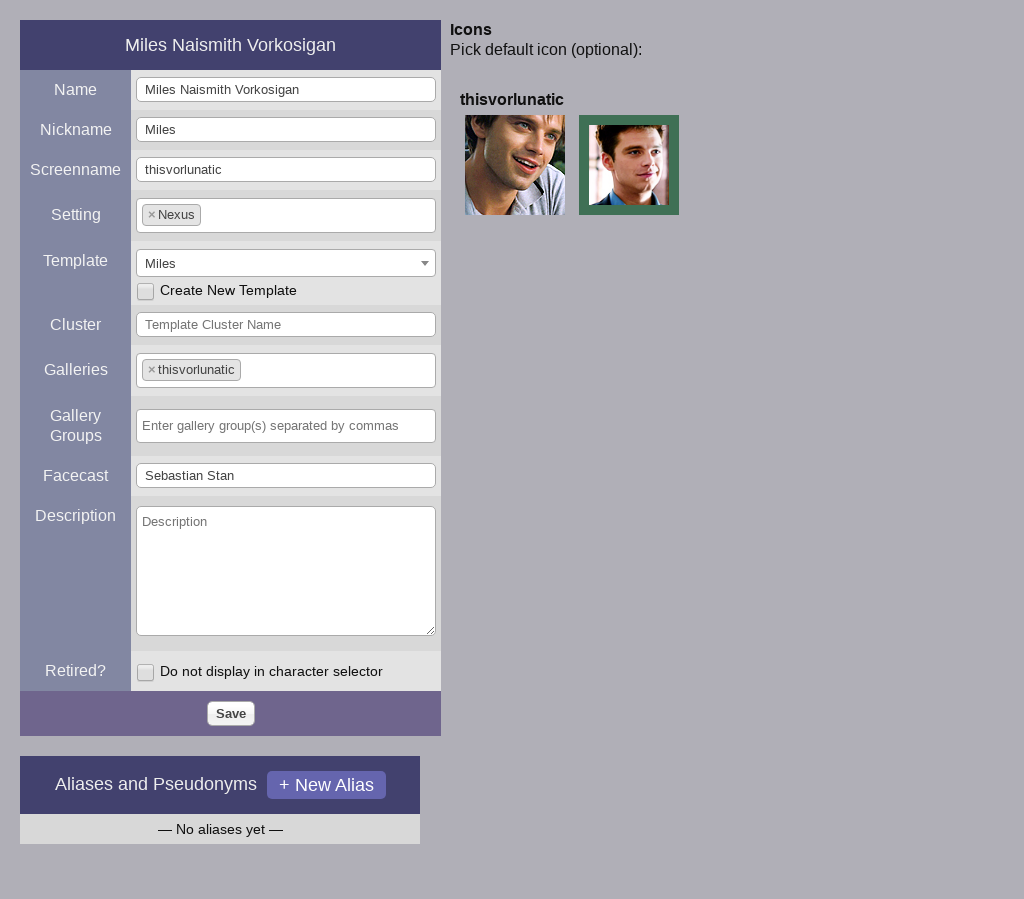 Miles Naismith Vorkosigan
Name
Miles Naismith Vorkosigan
Nickname
Miles
Screenname
thisvorlunatic
Setting
×Nexus
Template
Miles
Create New Template
Cluster
Template Cluster Name
Galleries
×thisvorlunatic
Gallery
Groups
Enter gallery group(s) separated by commas
Facecast
Sebastian Stan
Description
Description
Retired?
Do not display in character selector
Save
Aliases and Pseudonyms
+ New Alias
— No aliases yet —
Icons
Pick default icon (optional):
thisvorlunatic